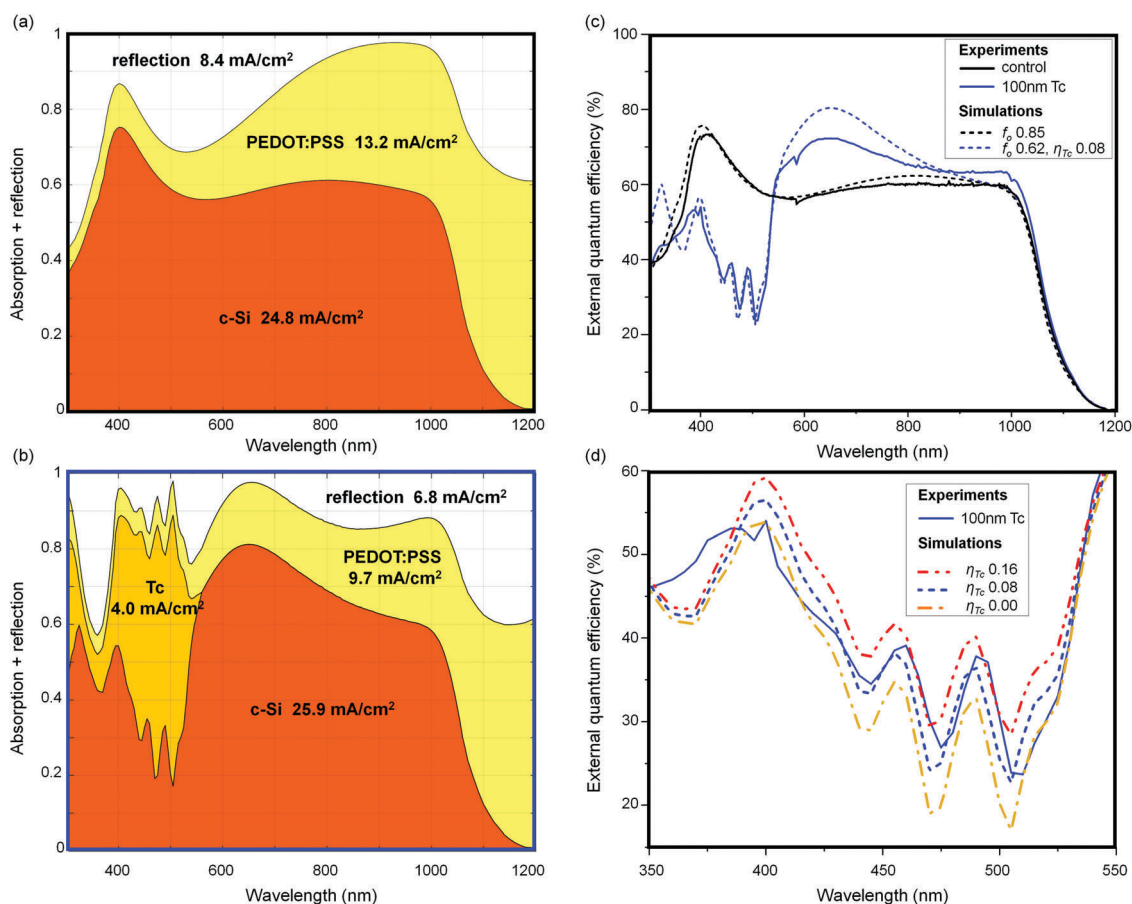 (a)
1
0.8
0.6
0.4
0.2
0
400
600
800
1000
1200
Absorption + reflection
Wavelength (nm)
reflection 8.4 mA/cm²
PEDOT:PSS 13.2 mA/cm²
c-Si 24.8 mA/cm²
(b)
1
0.8
0.6
0.4
0.2
0
400
600
800
1000
1200
Absorption + reflection
Wavelength (nm)
reflection 6.8 mA/cm²
PEDOT:PSS
9.7 mA/cm²
Tc
4.0 mA/cm²
c-Si 25.9 mA/cm²
(c)
100
80
60
40
20
0
400
600
800
1000
1200
External quantum efficiency (%)
Wavelength (nm)
Experiments
control
100nm Tc
Simulations
fₒ 0.85
fₒ 0.62, ηTc 0.08
(d)
60
50
40
30
20
350
400
450
500
550
External quantum efficiency (%)
Wavelength (nm)
Experiments
100nm Tc
Simulations
ηTc 0.16
ηTc 0.08
ηTc 0.00